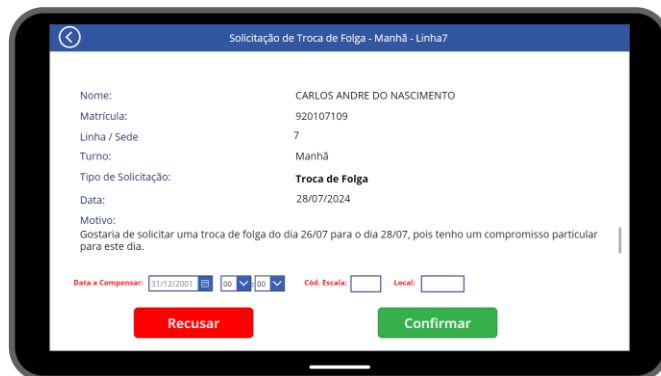 Solicitação de Troca de Folga - Manhã - Linha7
Nome: CARLOS ANDRE DO NASCIMENTO
Matrícula: 920107109
Linha / Sede 7
Turno: Manhã
Tipo de Solicitação: Troca de Folga
Data: 28/07/2024
Motivo:
Gostaria de solicitar uma troca de folga do dia 26/07 para o dia 28/07, pois tenho um compromisso particular
para este dia.
Data a Compensar: 31/12/2001 00 : 00 Cód. Escala: Local:
Recusar Confirmar